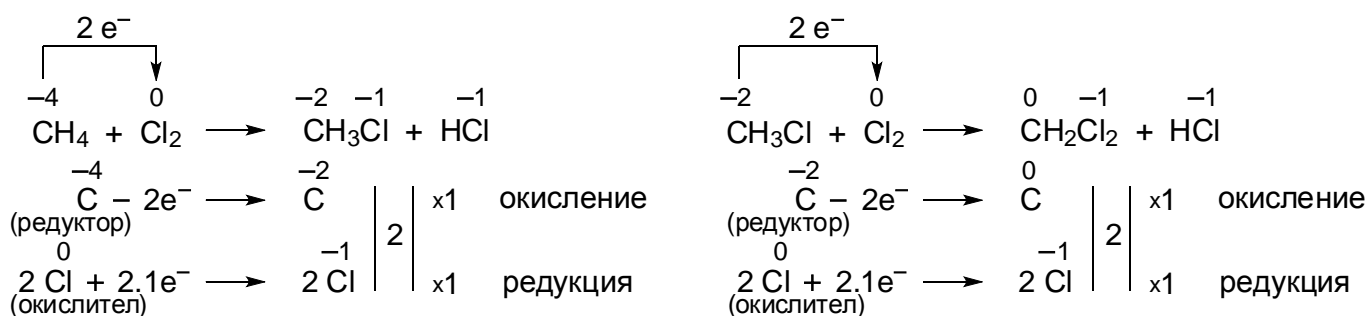 2 e⁻ 2 e⁻
–4 0 –2 –1 –1 –2 0 0 –1 –1
CH₄ + Cl₂ → CH₃Cl + HCl CH₃Cl + Cl₂ → CH₂Cl₂ + HCl
–4 –2 –2 0
C – 2e⁻ → C x1 окисление C – 2e⁻ → C x1 окисление
(редуктор) 2 (редуктор) 2
0 –1 0 –1
2 Cl + 2.1e⁻ → 2 Cl x1 редукция 2 Cl + 2.1e⁻ → 2 Cl x1 редукция
(окислител) (окислител)